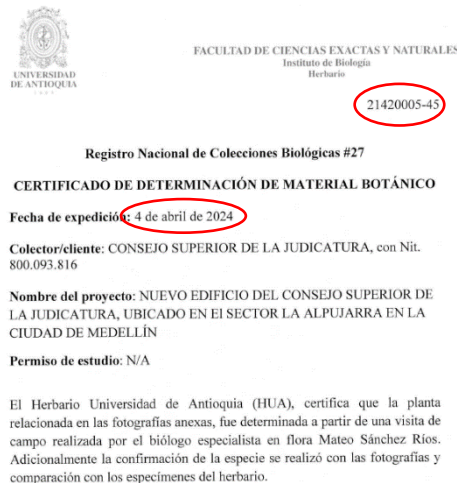 UNIVERSIDAD
DE ANTIOQUIA
1803
FACULTAD DE CIENCIAS EXACTAS Y NATURALES
Instituto de Biología
Herbario
21420005-45
Registro Nacional de Colecciones Biológicas #27
CERTIFICADO DE DETERMINACIÓN DE MATERIAL BOTÁNICO
Fecha de expedición: 4 de abril de 2024
Colector/cliente: CONSEJO SUPERIOR DE LA JUDICATURA, con Nit.
800.093.816
Nombre del proyecto: NUEVO EDIFICIO DEL CONSEJO SUPERIOR DE
LA JUDICATURA, UBICADO EN El SECTOR LA ALPUJARRA EN LA
CIUDAD DE MEDELLÍN
Permiso de estudio: N/A
El Herbario Universidad de Antioquia (HUA), certifica que la planta
relacionada en las fotografías anexas, fue determinada a partir de una visita de
campo realizada por el biólogo especialista en flora Mateo Sánchez Ríos.
Adicionalmente la confirmación de la especie se realizó con las fotografías y
comparación con los especímenes del herbario.